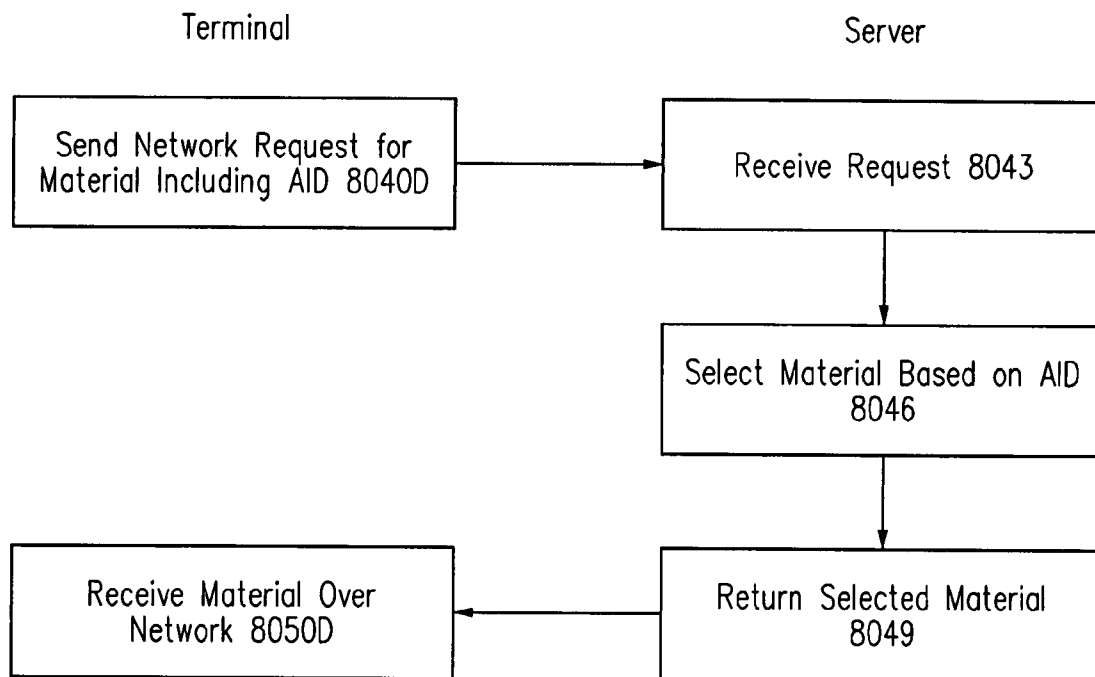 Terminal
Server
Send Network Request for
Material Including AID 8040D
Receive Request 8043
Select Material Based on AID
8046
Return Selected Material
8049
Receive Material Over
Network 8050D